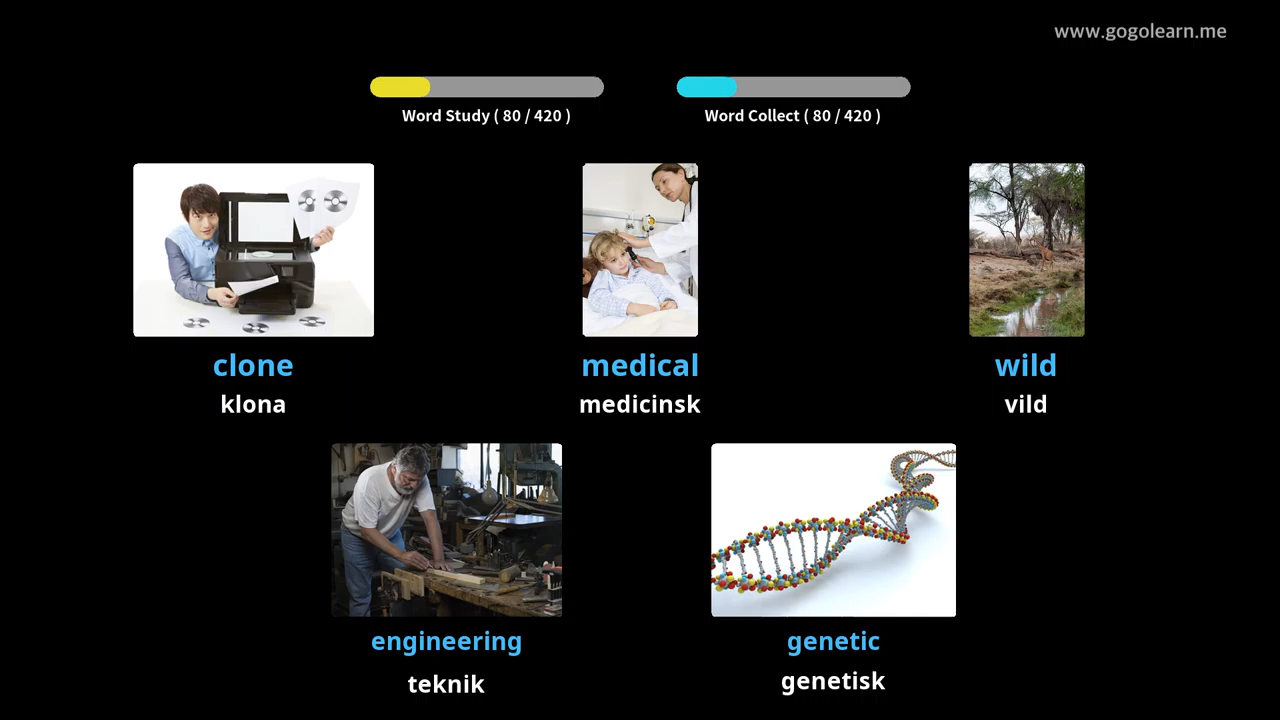 www.gogolearn.me
Word Study ( 80 / 420 )
Word Collect ( 80 / 420 )
clone
klona
medical
medicinsk
wild
vild
engineering
teknik
genetic
genetisk